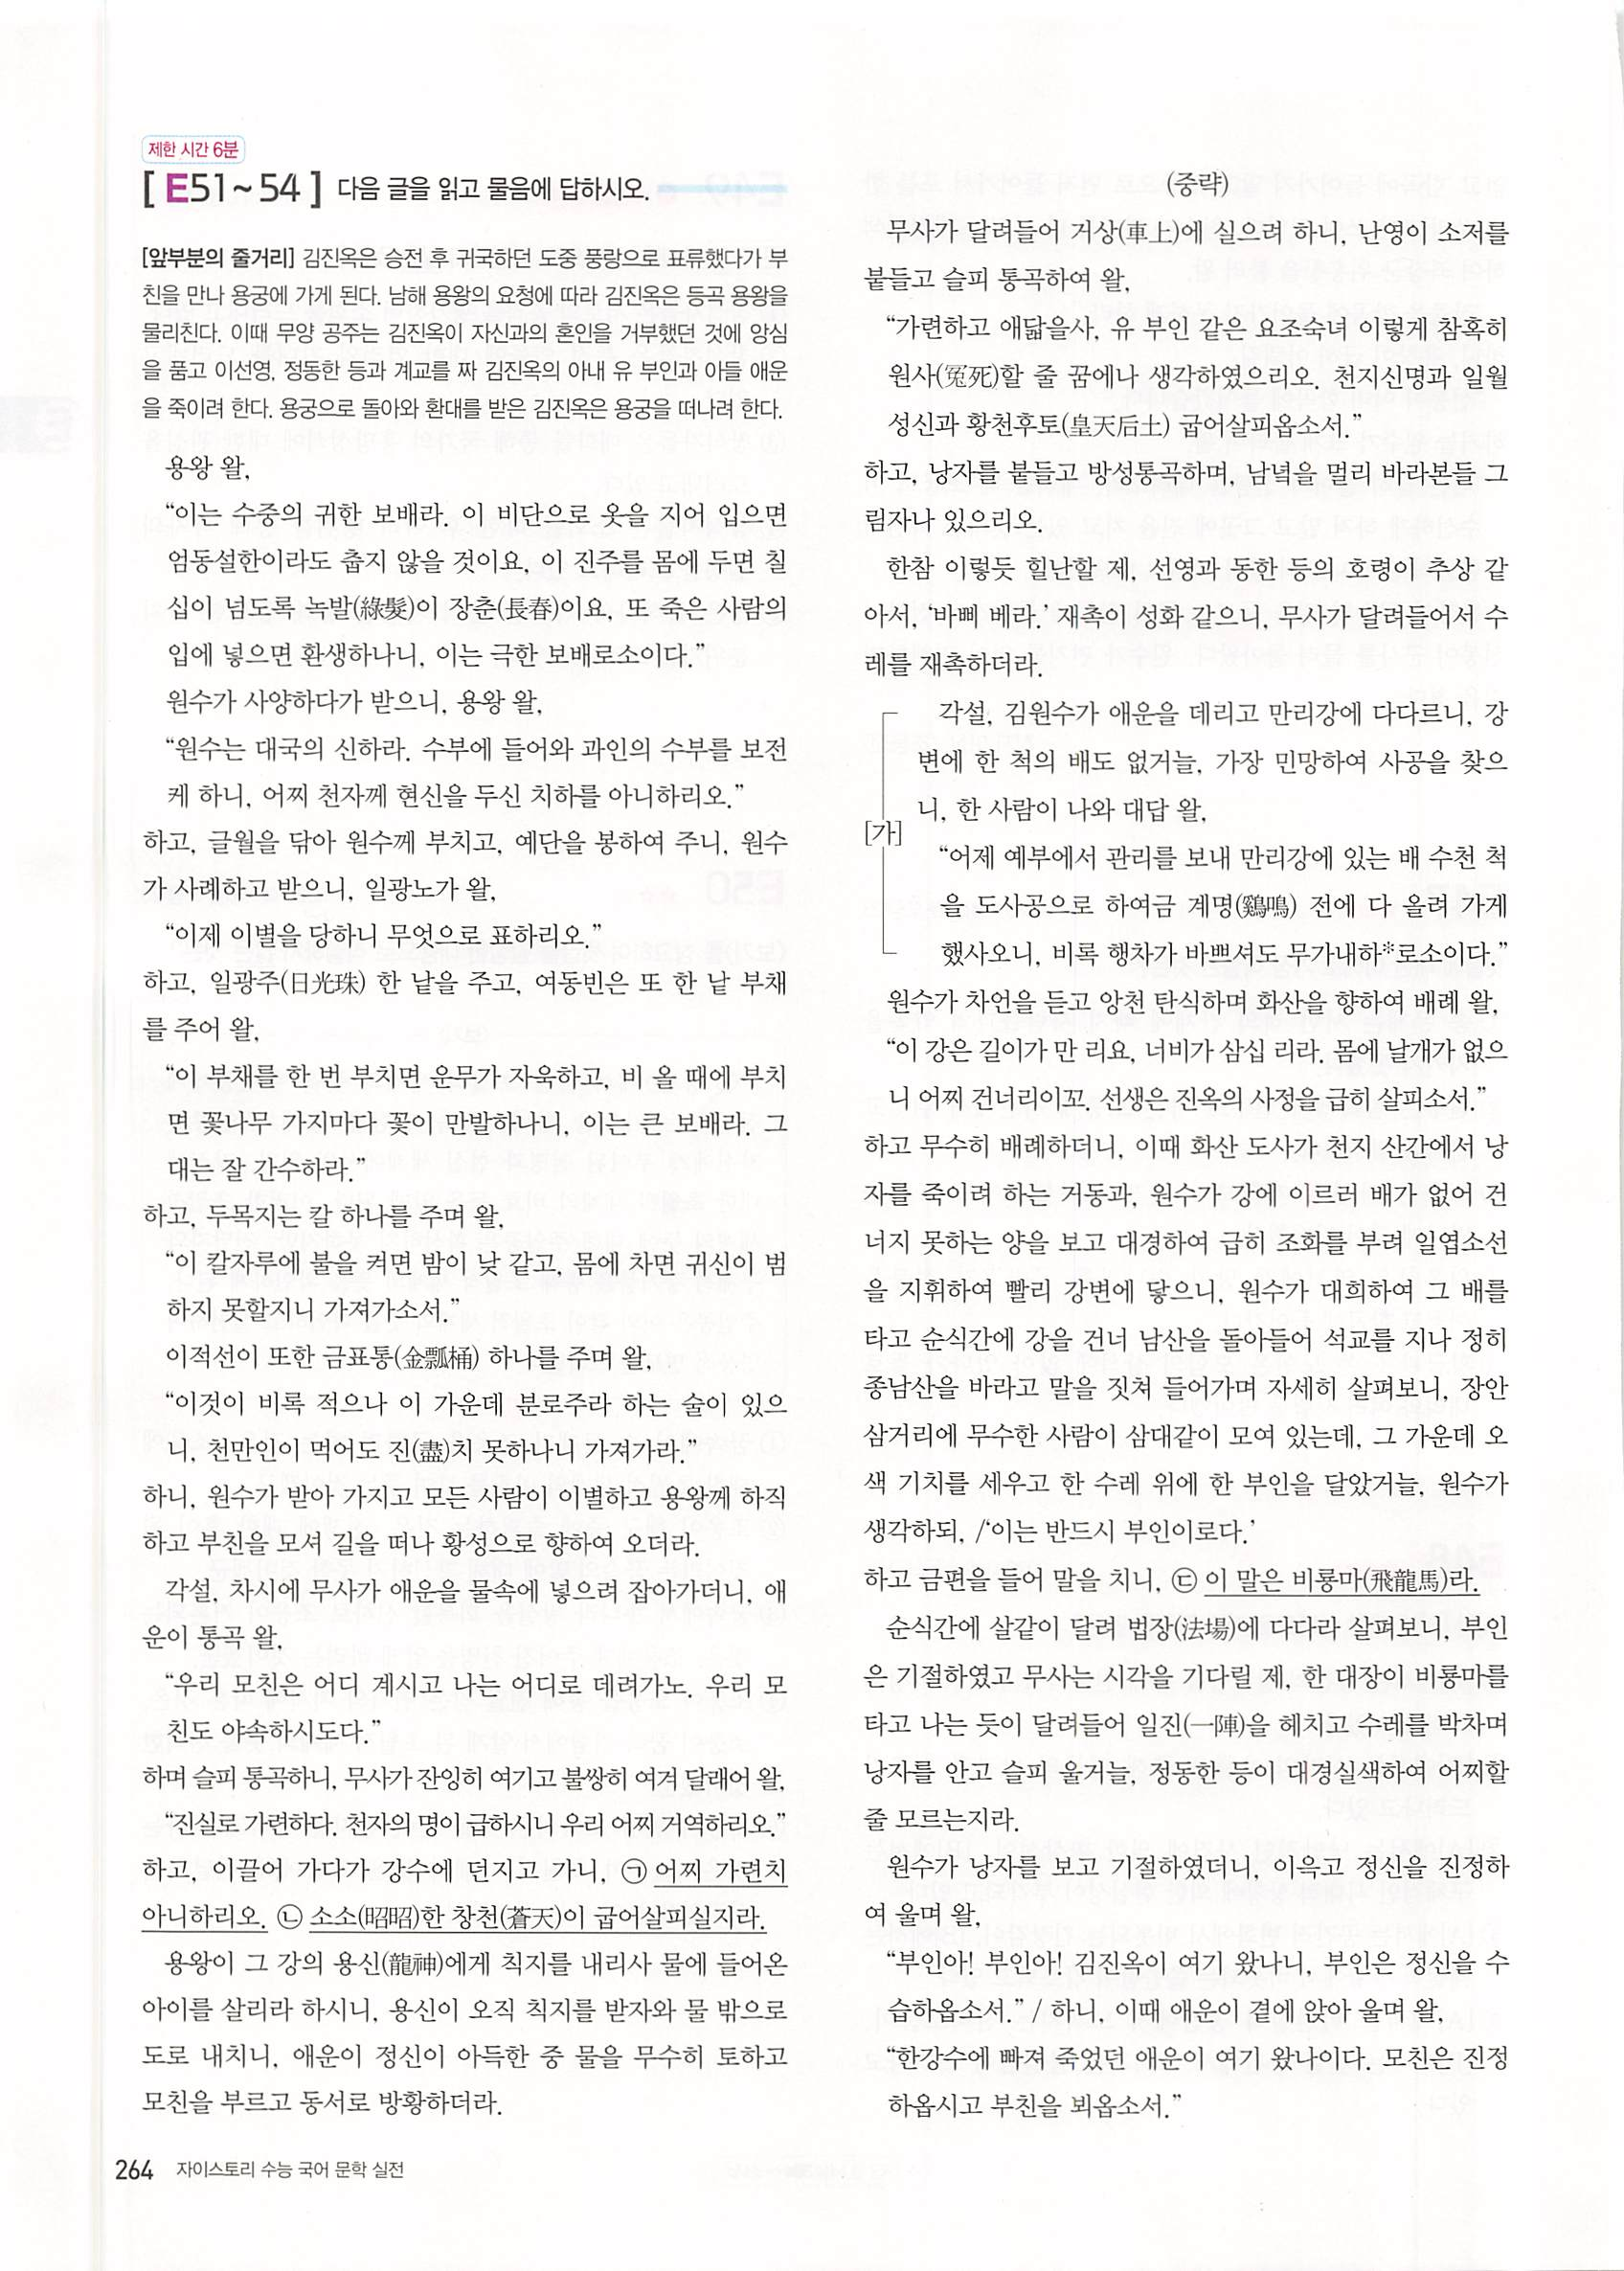 제한 시간 6분
[ E51~54 ] 다음 글을 읽고 물음에 답하시오.
[앞부분의 줄거리] 김진옥은 승전 후 귀국하던 도중 풍랑으로 표류했다가 부
친을 만나 용궁에 가게 된다. 남해 용왕의 요청에 따라 김진옥은 등곡 용왕을
물리친다. 이때 무양 공주는 김진옥이 자신과의 혼인을 거부했던 것에 앙심
을 품고 이선영, 정동한 등과 계교를 짜 김진옥의 아내 유 부인과 아들 애운
을 죽이려 한다. 용궁으로 돌아와 환대를 받은 김진옥은 용궁을 떠나려 한다.
용왕 왈,
“이는 수중의 귀한 보배라. 이 비단으로 옷을 지어 입으면
엄동설한이라도 춥지 않을 것이요, 이 진주를 몸에 두면 칠
십이 넘도록 녹발(綠髮)이 장춘(長春)이요, 또 죽은 사람의
입에 넣으면 환생하나니, 이는 극한 보배로소이다.”
원수가 사양하다가 받으니, 용왕 왈,
“원수는 대국의 신하라. 수부에 들어와 과인의 수부를 보전
케 하니, 어찌 천자께 현신을 두신 치하를 아니하리오.”
하고, 글월을 닦아 원수께 부치고, 예단을 봉하여 주니, 원수
가 사례하고 받으니, 일광노가 왈,
“이제 이별을 당하니 무엇으로 표하리오.”
하고, 일광주(日光珠) 한 낱을 주고, 여동빈은 또 한 낱 부채
를 주어 왈,
“이 부채를 한 번 부치면 운무가 자욱하고, 비 올 때에 부치
면 꽃나무 가지마다 꽃이 만발하나니, 이는 큰 보배라. 그
대는 잘 간수하라.”
하고, 두목지는 칼 하나를 주며 왈,
“이 칼자루에 불을 켜면 밤이 낮 같고, 몸에 차면 귀신이 범
하지 못할지니 가져가소서.”
이적선이 또한 금표통(金瓢桶) 하나를 주며 왈,
“이것이 비록 적으나 이 가운데 분로주라 하는 술이 있으
니, 천만인이 먹어도 진(盡)치 못하나니 가져가라.”
하니, 원수가 받아 가지고 모든 사람이 이별하고 용왕께 하직
하고 부친을 모셔 길을 떠나 황성으로 향하여 오더라.
각설, 차시에 무사가 애운을 물속에 넣으려 잡아가더니, 애
운이 통곡 왈,
“우리 모친은 어디 계시고 나는 어디로 데려가노. 우리 모
친도 야속하시도다.”
하며 슬피 통곡하니, 무사가 잔잉히 여기고 불쌍히 여겨 달래어 왈,
“진실로 가련하다. 천자의 명이 급하시니 우리 어찌 거역하리오.”
하고, 이끌어 가다가 강수에 던지고 가니, ㉠ 어찌 가련치
아니하리오. ㉡ 소소(昭昭)한 창천(蒼天)이 굽어살피실지라.
용왕이 그 강의 용신(龍神)에게 칙지를 내리사 물에 들어온
아이를 살리라 하시니, 용신이 오직 칙지를 받자와 물 밖으로
도로 내치니, 애운이 정신이 아득한 중 물을 무수히 토하고
모친을 부르고 동서로 방황하더라.
(중략)
무사가 달려들어 거상(車上)에 실으려 하니, 난영이 소저를
붙들고 슬피 통곡하여 왈,
“가련하고 애닯을사, 유 부인 같은 요조숙녀 이렇게 참혹히
원사(冤死)할 줄 꿈에나 생각하였으리오. 천지신명과 일월
성신과 황천후토(皇天后土) 굽어살피옵소서.”
하고, 낭자를 붙들고 방성통곡하며, 남녘을 멀리 바라본들 그
림자나 있으리오.
한참 이렇듯 힐난할 제, 선영과 동한 등의 호령이 추상 같
아서, ‘바삐 베라.’ 재촉이 성화 같으니, 무사가 달려들어서 수
레를 재촉하더라.
각설, 김원수가 애운을 데리고 만리강에 다다르니, 강
변에 한 척의 배도 없거늘, 가장 민망하여 사공을 찾으
니, 한 사람이 나와 대답 왈,
[가]
“어제 예부에서 관리를 보내 만리강에 있는 배 수천 척
을 도사공으로 하여금 계명(鷄鳴) 전에 다 올려 가게
했사오니, 비록 행차가 바쁘셔도 무가내하*로소이다.”
원수가 차언을 듣고 앙천 탄식하며 화산을 향하여 배례 왈,
“이 강은 길이가 만 리요, 너비가 삼십 리라. 몸에 날개가 없으
니 어찌 건너리이꼬. 선생은 진옥의 사정을 급히 살피소서.”
하고 무수히 배례하더니, 이때 화산 도사가 천지 산간에서 낭
자를 죽이려 하는 거동과, 원수가 강에 이르러 배가 없어 건
너지 못하는 양을 보고 대경하여 급히 조화를 부려 일엽소선
을 지휘하여 빨리 강변에 닿으니, 원수가 대희하여 그 배를
타고 순식간에 강을 건너 남산을 돌아들어 석교를 지나 정히
종남산을 바라고 말을 짓쳐 들어가며 자세히 살펴보니, 장안
삼거리에 무수한 사람이 삼대같이 모여 있는데, 그 가운데 오
색 기치를 세우고 한 수레 위에 한 부인을 달았거늘, 원수가
생각하되, /‘이는 반드시 부인이로다.’
하고 금편을 들어 말을 치니, ㉢ 이 말은 비룡마(飛龍馬)라.
순식간에 살같이 달려 법장(法場)에 다다라 살펴보니, 부인
은 기절하였고 무사는 시각을 기다릴 제, 한 대장이 비룡마를
타고 나는 듯이 달려들어 일진(一陣)을 헤치고 수레를 박차며
낭자를 안고 슬피 울거늘, 정동한 등이 대경실색하여 어찌할
줄 모르는지라.
원수가 낭자를 보고 기절하였더니, 이윽고 정신을 진정하
여 울며 왈,
“부인아! 부인아! 김진옥이 여기 왔나니, 부인은 정신을 수
습하옵소서.” / 하니, 이때 애운이 곁에 앉아 울며 왈,
“한강수에 빠져 죽었던 애운이 여기 왔나이다. 모친은 진정
하옵시고 부친을 뵈옵소서.”
264 자이스토리 수능 국어 문학 실전